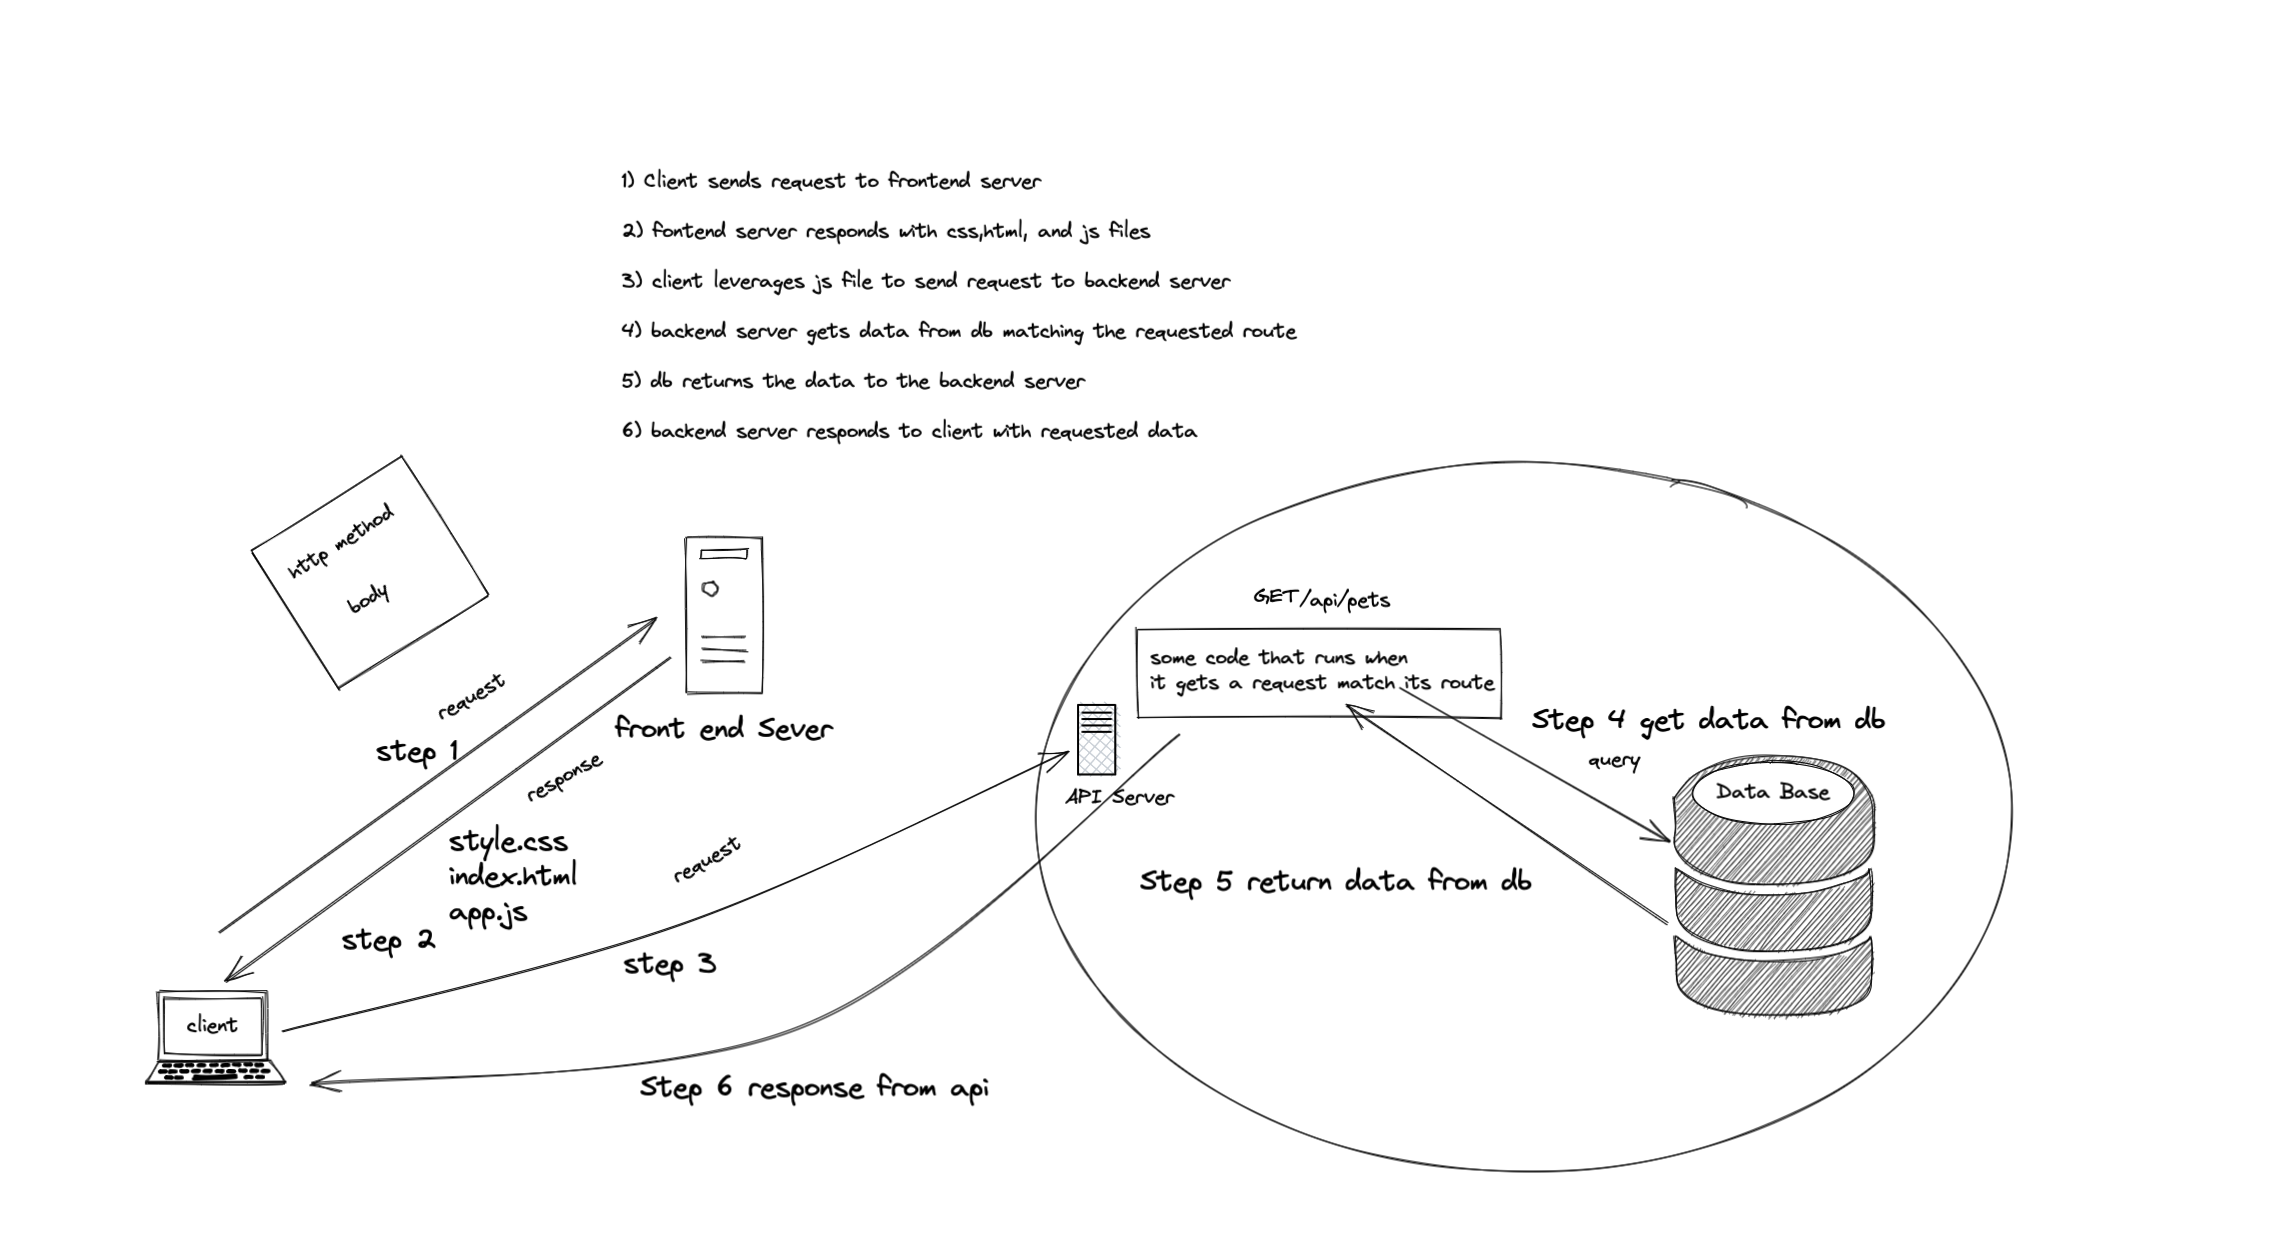 1) Client sends request to frontend server
2) fontend server responds with css,html, and js files
3) client leverages js file to send request to backend server
4) backend server gets data from db matching the requested route
5) db returns the data to the backend server
6) backend server responds to client with requested data
http method
body
request
step 1
front end Sever
response
style.css
index.html
app.js
step 2
client
request
step 3
Step 6 response from api
GET/api/pets
some code that runs when
it gets a request match its route
API Server
Step 4 get data from db
query
Data Base
Step 5 return data from db